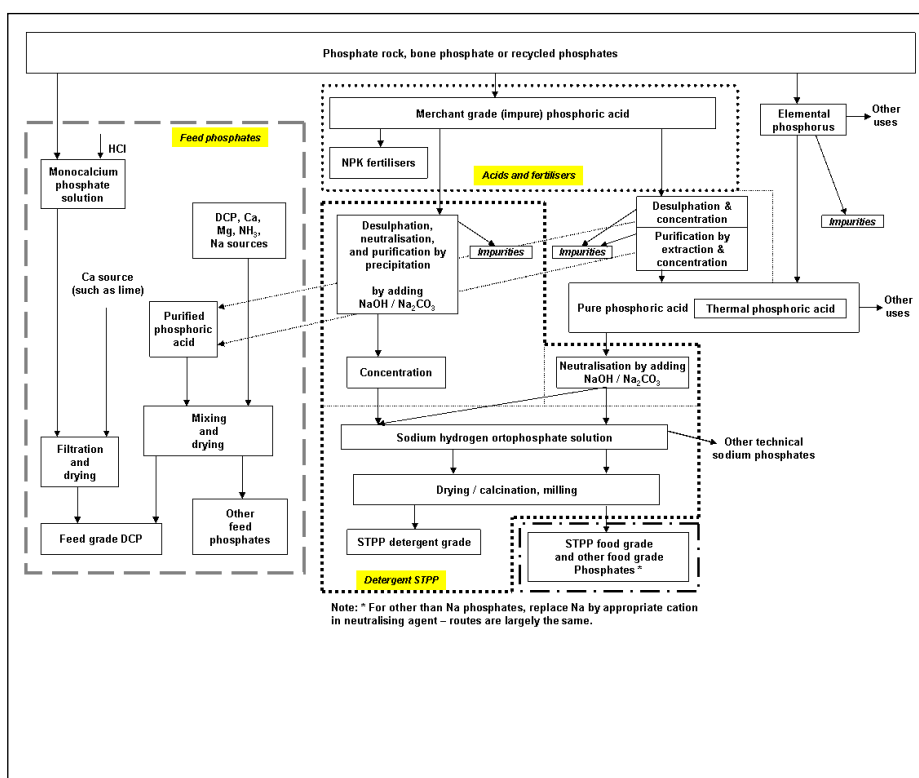 Phosphate rock, bone phosphate or recycled phosphates
Merchant grade (impure) phosphoric acid
Elemental
phosphorus
Other
uses
Feed phosphates
HCl
NPK fertilisers
Acids and fertilisers
Monocalcium
phosphate
solution
DCP, Ca,
Mg, NH₃,
Na sources
Desulphation,
neutralisation,
and purification by
precipitation
by adding
NaOH / Na₂CO₃
Impurities
Impurities
Desulphation &
concentration
Purification by
extraction &
concentration
Impurities
Ca source
(such as lime)
Purified
phosphoric
acid
Pure phosphoric acid
Thermal phosphoric acid
Other
uses
Concentration
Neutralisation by adding
NaOH / Na₂CO₃
Mixing
and
drying
Filtration
and
drying
Sodium hydrogen ortophosphate solution
Other technical
sodium phosphates
Drying / calcination, milling
Feed grade DCP
Other
feed
phosphates
STPP detergent grade
STPP food grade
and other food grade
Phosphates *
Detergent STPP
Note: * For other than Na phosphates, replace Na by appropriate cation
in neutralising agent – routes are largely the same.